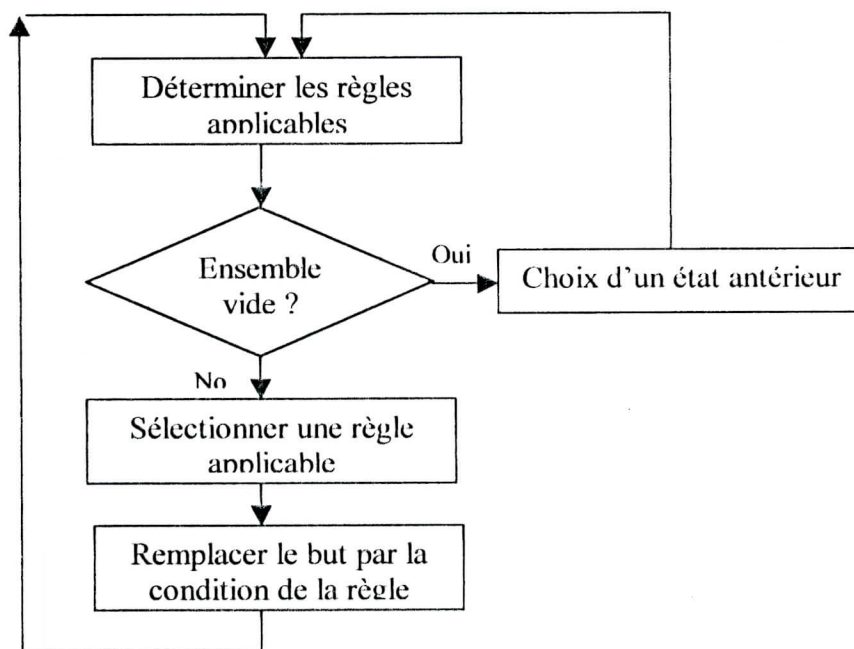 Déterminer les règles
applicables
Ensemble
vide ?
Oui
Choix d'un état antérieur
No
Sélectionner une règle
applicable
Remplacer le but par la
condition de la règle